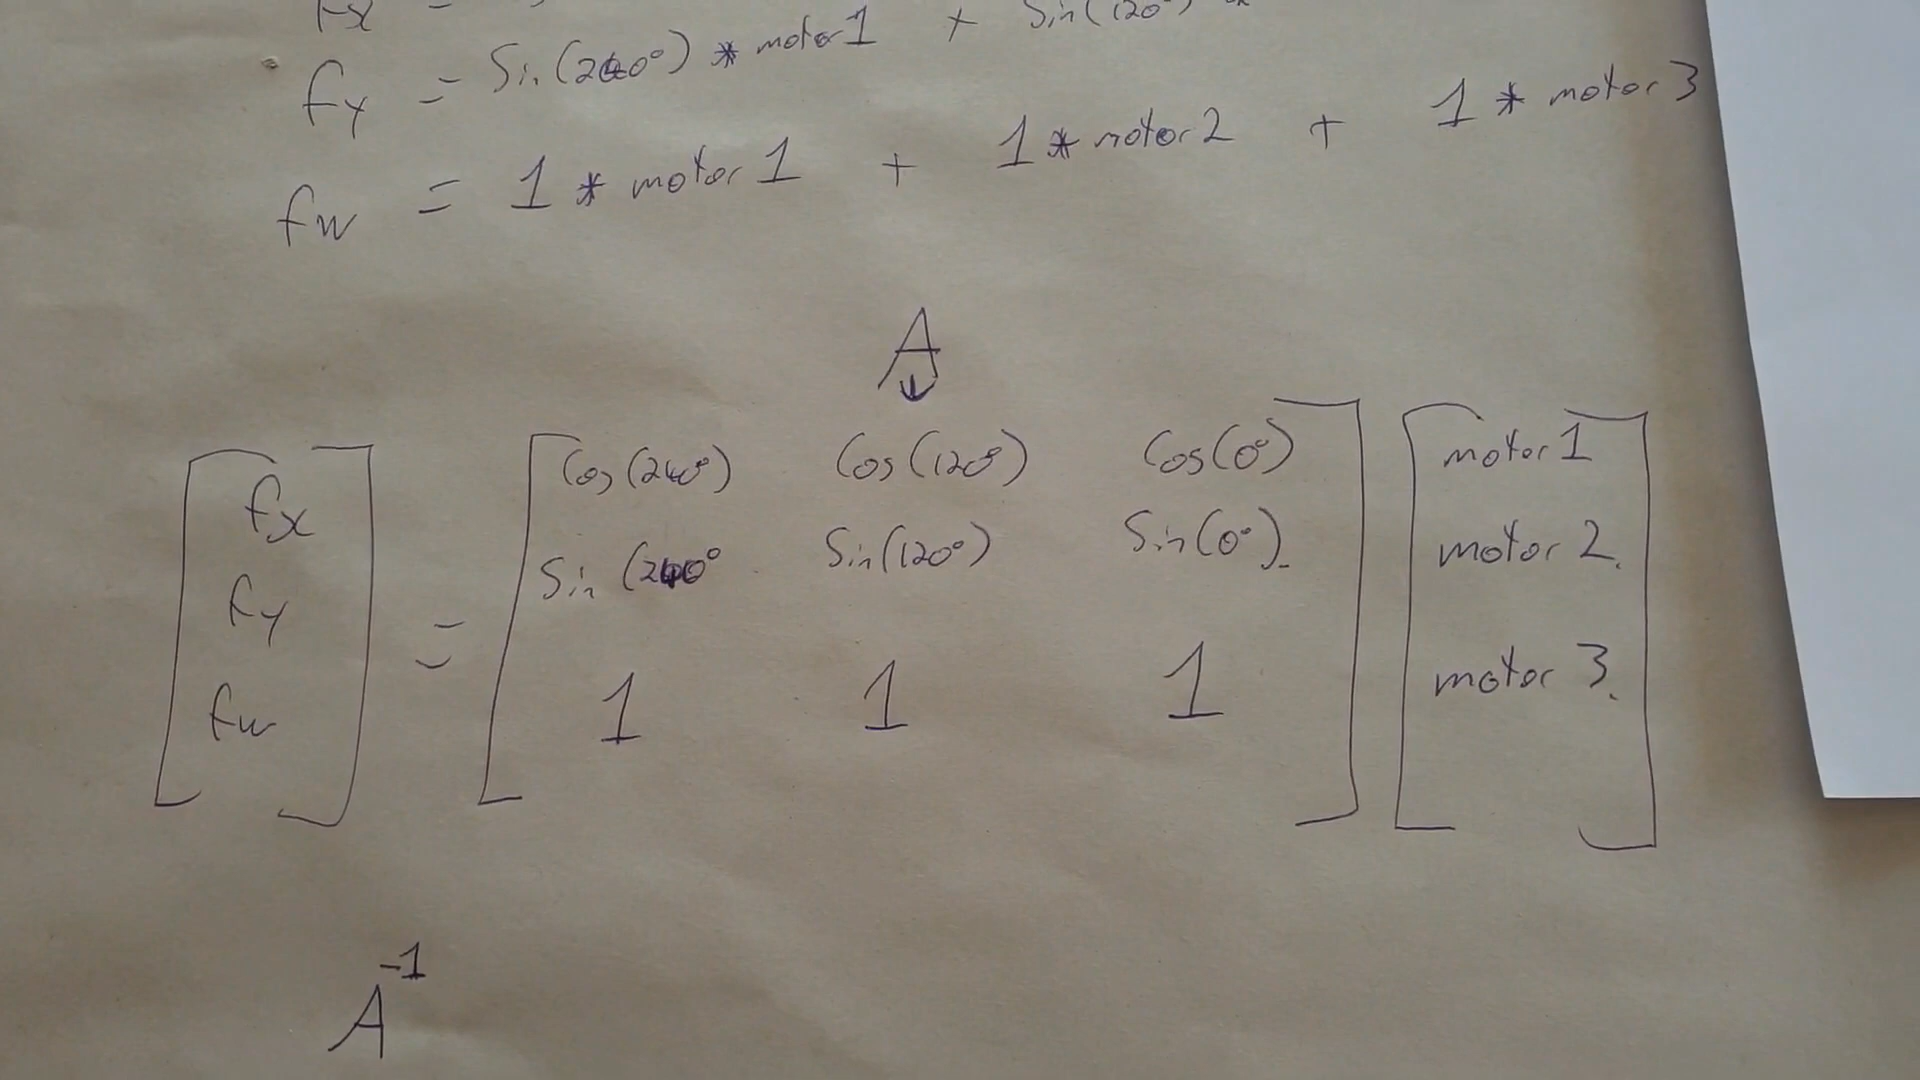 fx =
fy = Sin(240°) * motor1 + Sin(120°) *
fw = 1 * motor 1 + 1 * motor 2 + 1 * motor 3
A
↓
fx
fy
fw
=
Cos(240°) Cos(120°) Cos(0°)
Sin(240° Sin(120°) Sin(0°).
1 1 1
motor 1
motor 2.
motor 3.
A⁻¹